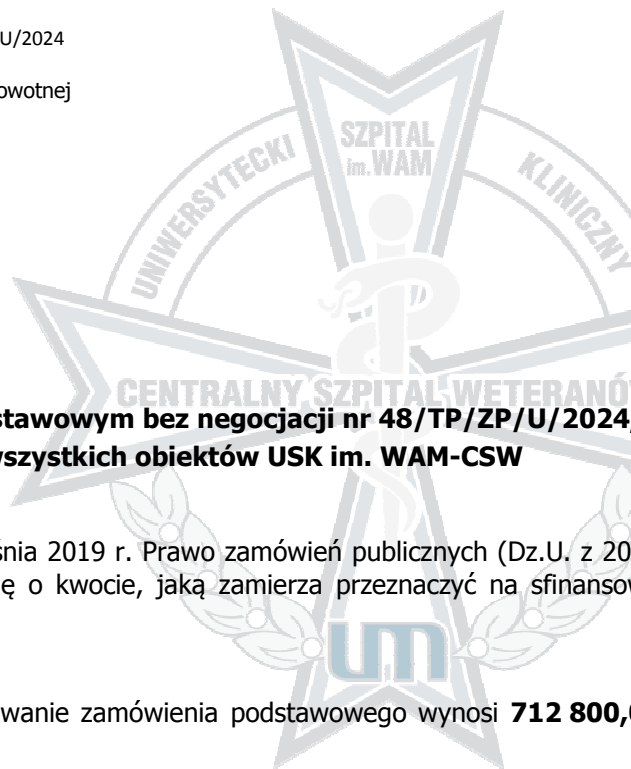 U/2024
owotnej
SZPITAL
im. WAM
UNIWERSYTECKI
KLINICZNY
CENTRALNY SZPITAL WETERANÓ
stawowym bez negocjacji nr 48/TP/ZP/U/2024,
wszystkich obiektów USK im. WAM-CSW
śnia 2019 r. Prawo zamówień publicznych (Dz.U. z 20
ę o kwocie, jaką zamierza przeznaczyć na sfinansow
um
wanie zamówienia podstawowego wynosi 712 800,